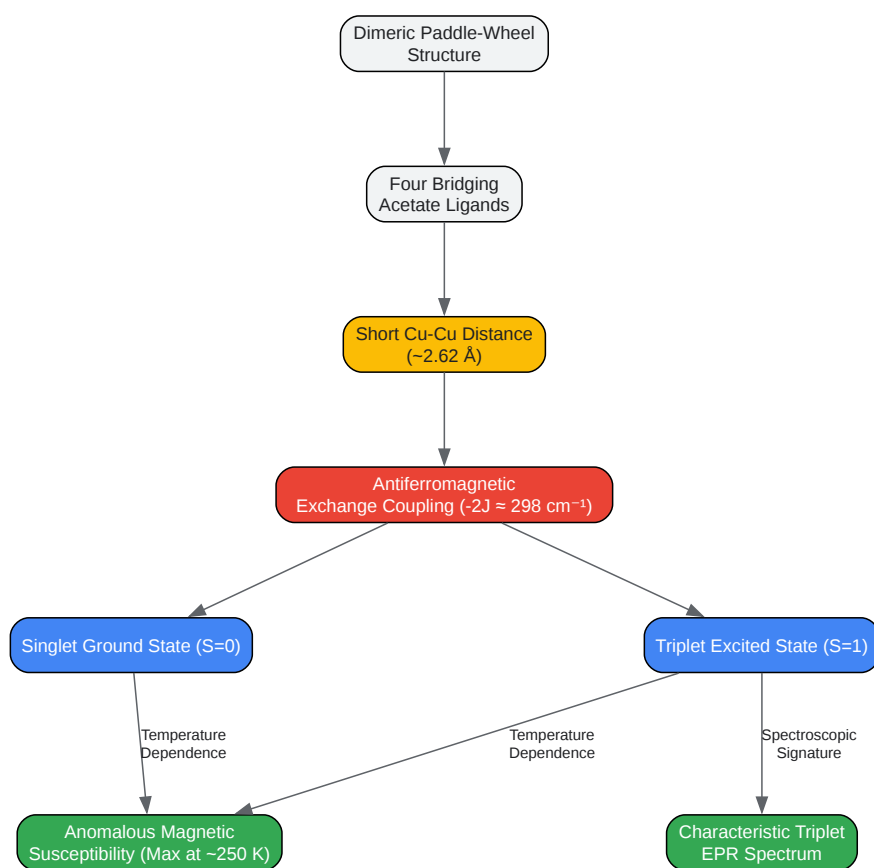 Dimeric Paddle-Wheel
Structure
Four Bridging
Acetate Ligands
Short Cu-Cu Distance
(~2.62 Å)
Antiferromagnetic
Exchange Coupling (-2J ≈ 298 cm⁻¹)
Singlet Ground State (S=0)
Triplet Excited State (S=1)
Temperature
Dependence
Temperature
Dependence
Spectroscopic
Signature
Anomalous Magnetic
Susceptibility (Max at ~250 K)
Characteristic Triplet
EPR Spectrum